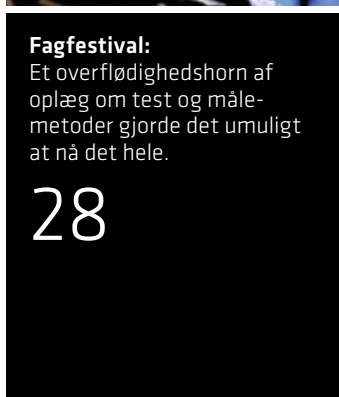 Fagfestival:
Et overflødighedshorn af
oplæg om test og måle-
metoder gjorde det umuligt
at nå det hele.
28